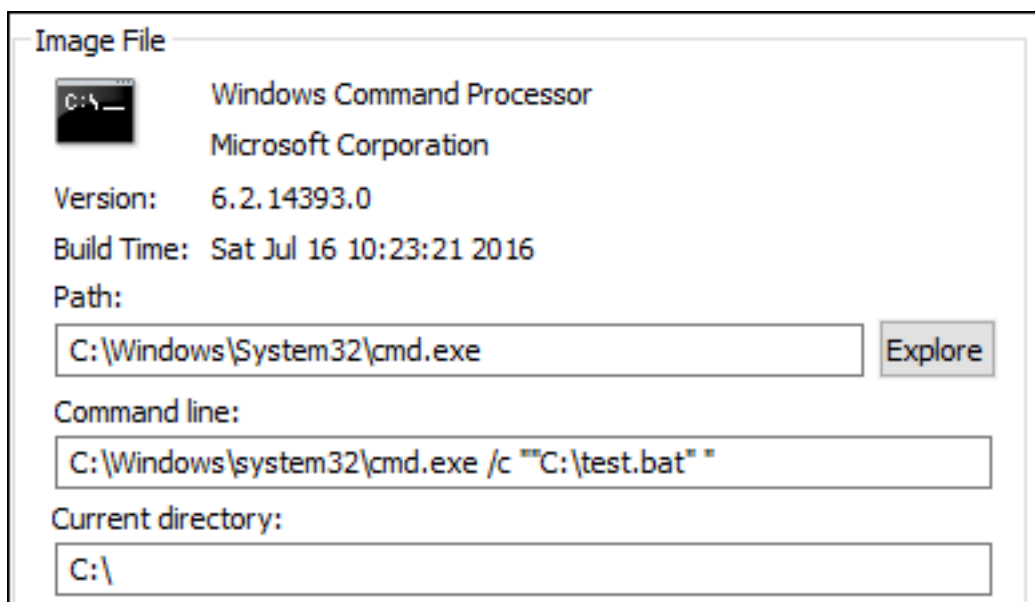 Image File
C:\
Windows Command Processor
Microsoft Corporation
Version: 6.2.14393.0
Build Time: Sat Jul 16 10:23:21 2016
Path:
C:\Windows\System32\cmd.exe Explore
Command line:
C:\Windows\system32\cmd.exe /c ""C:\test.bat" "
Current directory:
C:\